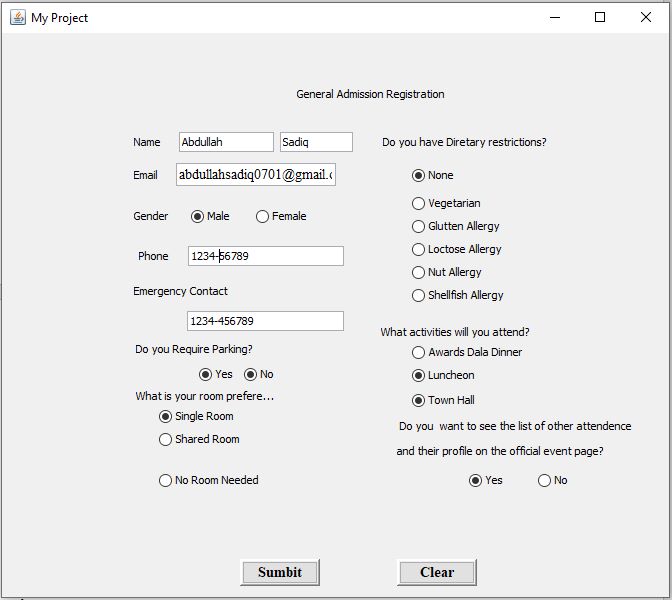 My Project
General Admission Registration
Name Abdullah Sadiq
Email abdullahsadiq0701@gmail.c
Gender Male Female
Phone 1234-56789
Emergency Contact
1234-456789
Do you Require Parking?
Yes No
What is your room prefere...
Single Room
Shared Room
No Room Needed
Do you have Diretary restrictions?
None
Vegetarian
Glutten Allergy
Loctose Allergy
Nut Allergy
Shellfish Allergy
What activities will you attend?
Awards Dala Dinner
Luncheon
Town Hall
Do you want to see the list of other attendence
and their profile on the official event page?
Yes No
Sumbit Clear